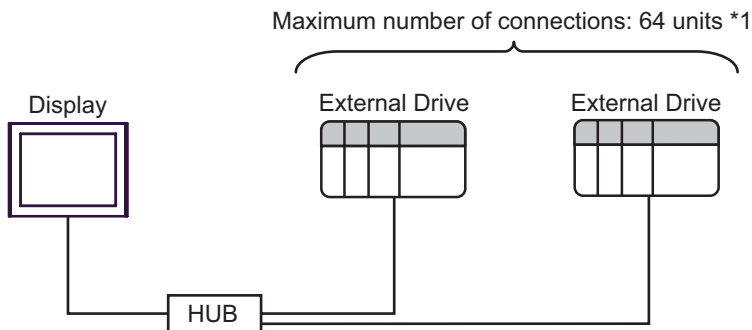 Maximum number of connections: 64 units *1
Display
External Drive
External Drive
HUB